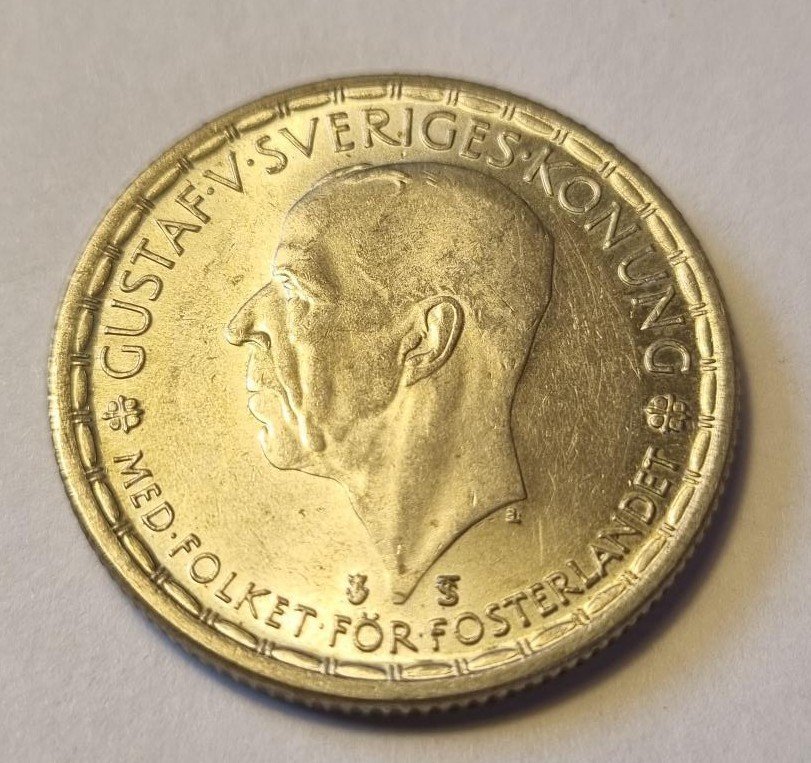 GUSTAF·V·SVERIGES·KONUNG
MED·FOLKET·FÖR·FOSTERLANDET